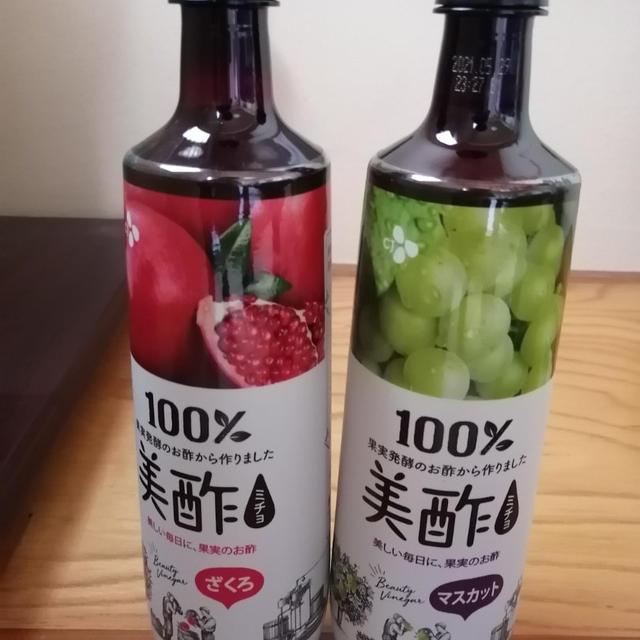 100%
果実発酵のお酢から作りました
美酢
ミチョ
美しい毎日に、果実のお酢
Beauty
Vinegar
ざくろ
2021.05
23:27
100%
果実発酵のお酢から作りました
美酢
ミチョ
美しい毎日に、果実のお酢
Beauty
Vinegar
マスカット